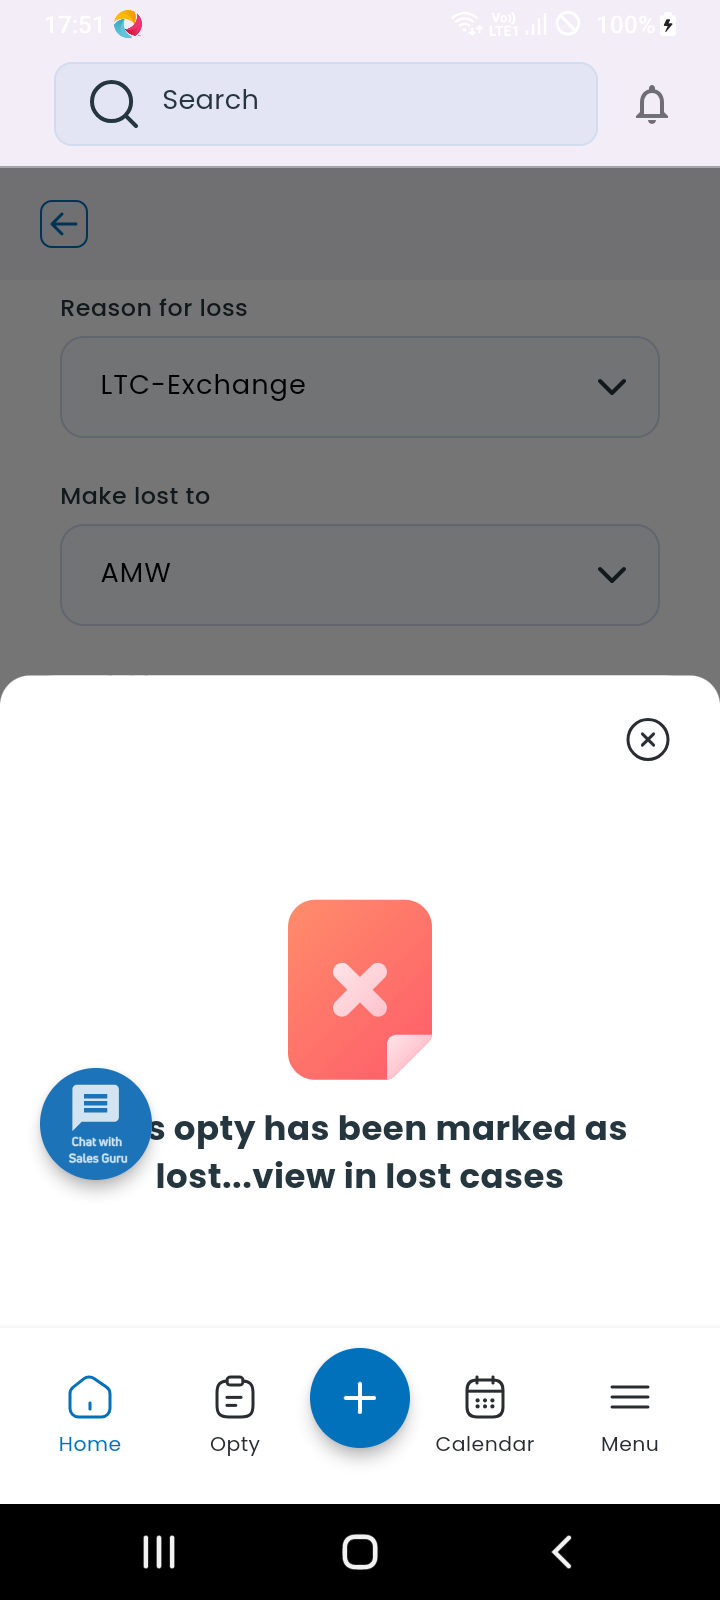 17:51
Vo))
LTE1
100%
Search
Reason for loss
LTC-Exchange
Make lost to
AMW
Chat with
Sales Guru
opty has been marked as
lost...view in lost cases
Home
Opty
Calendar
Menu